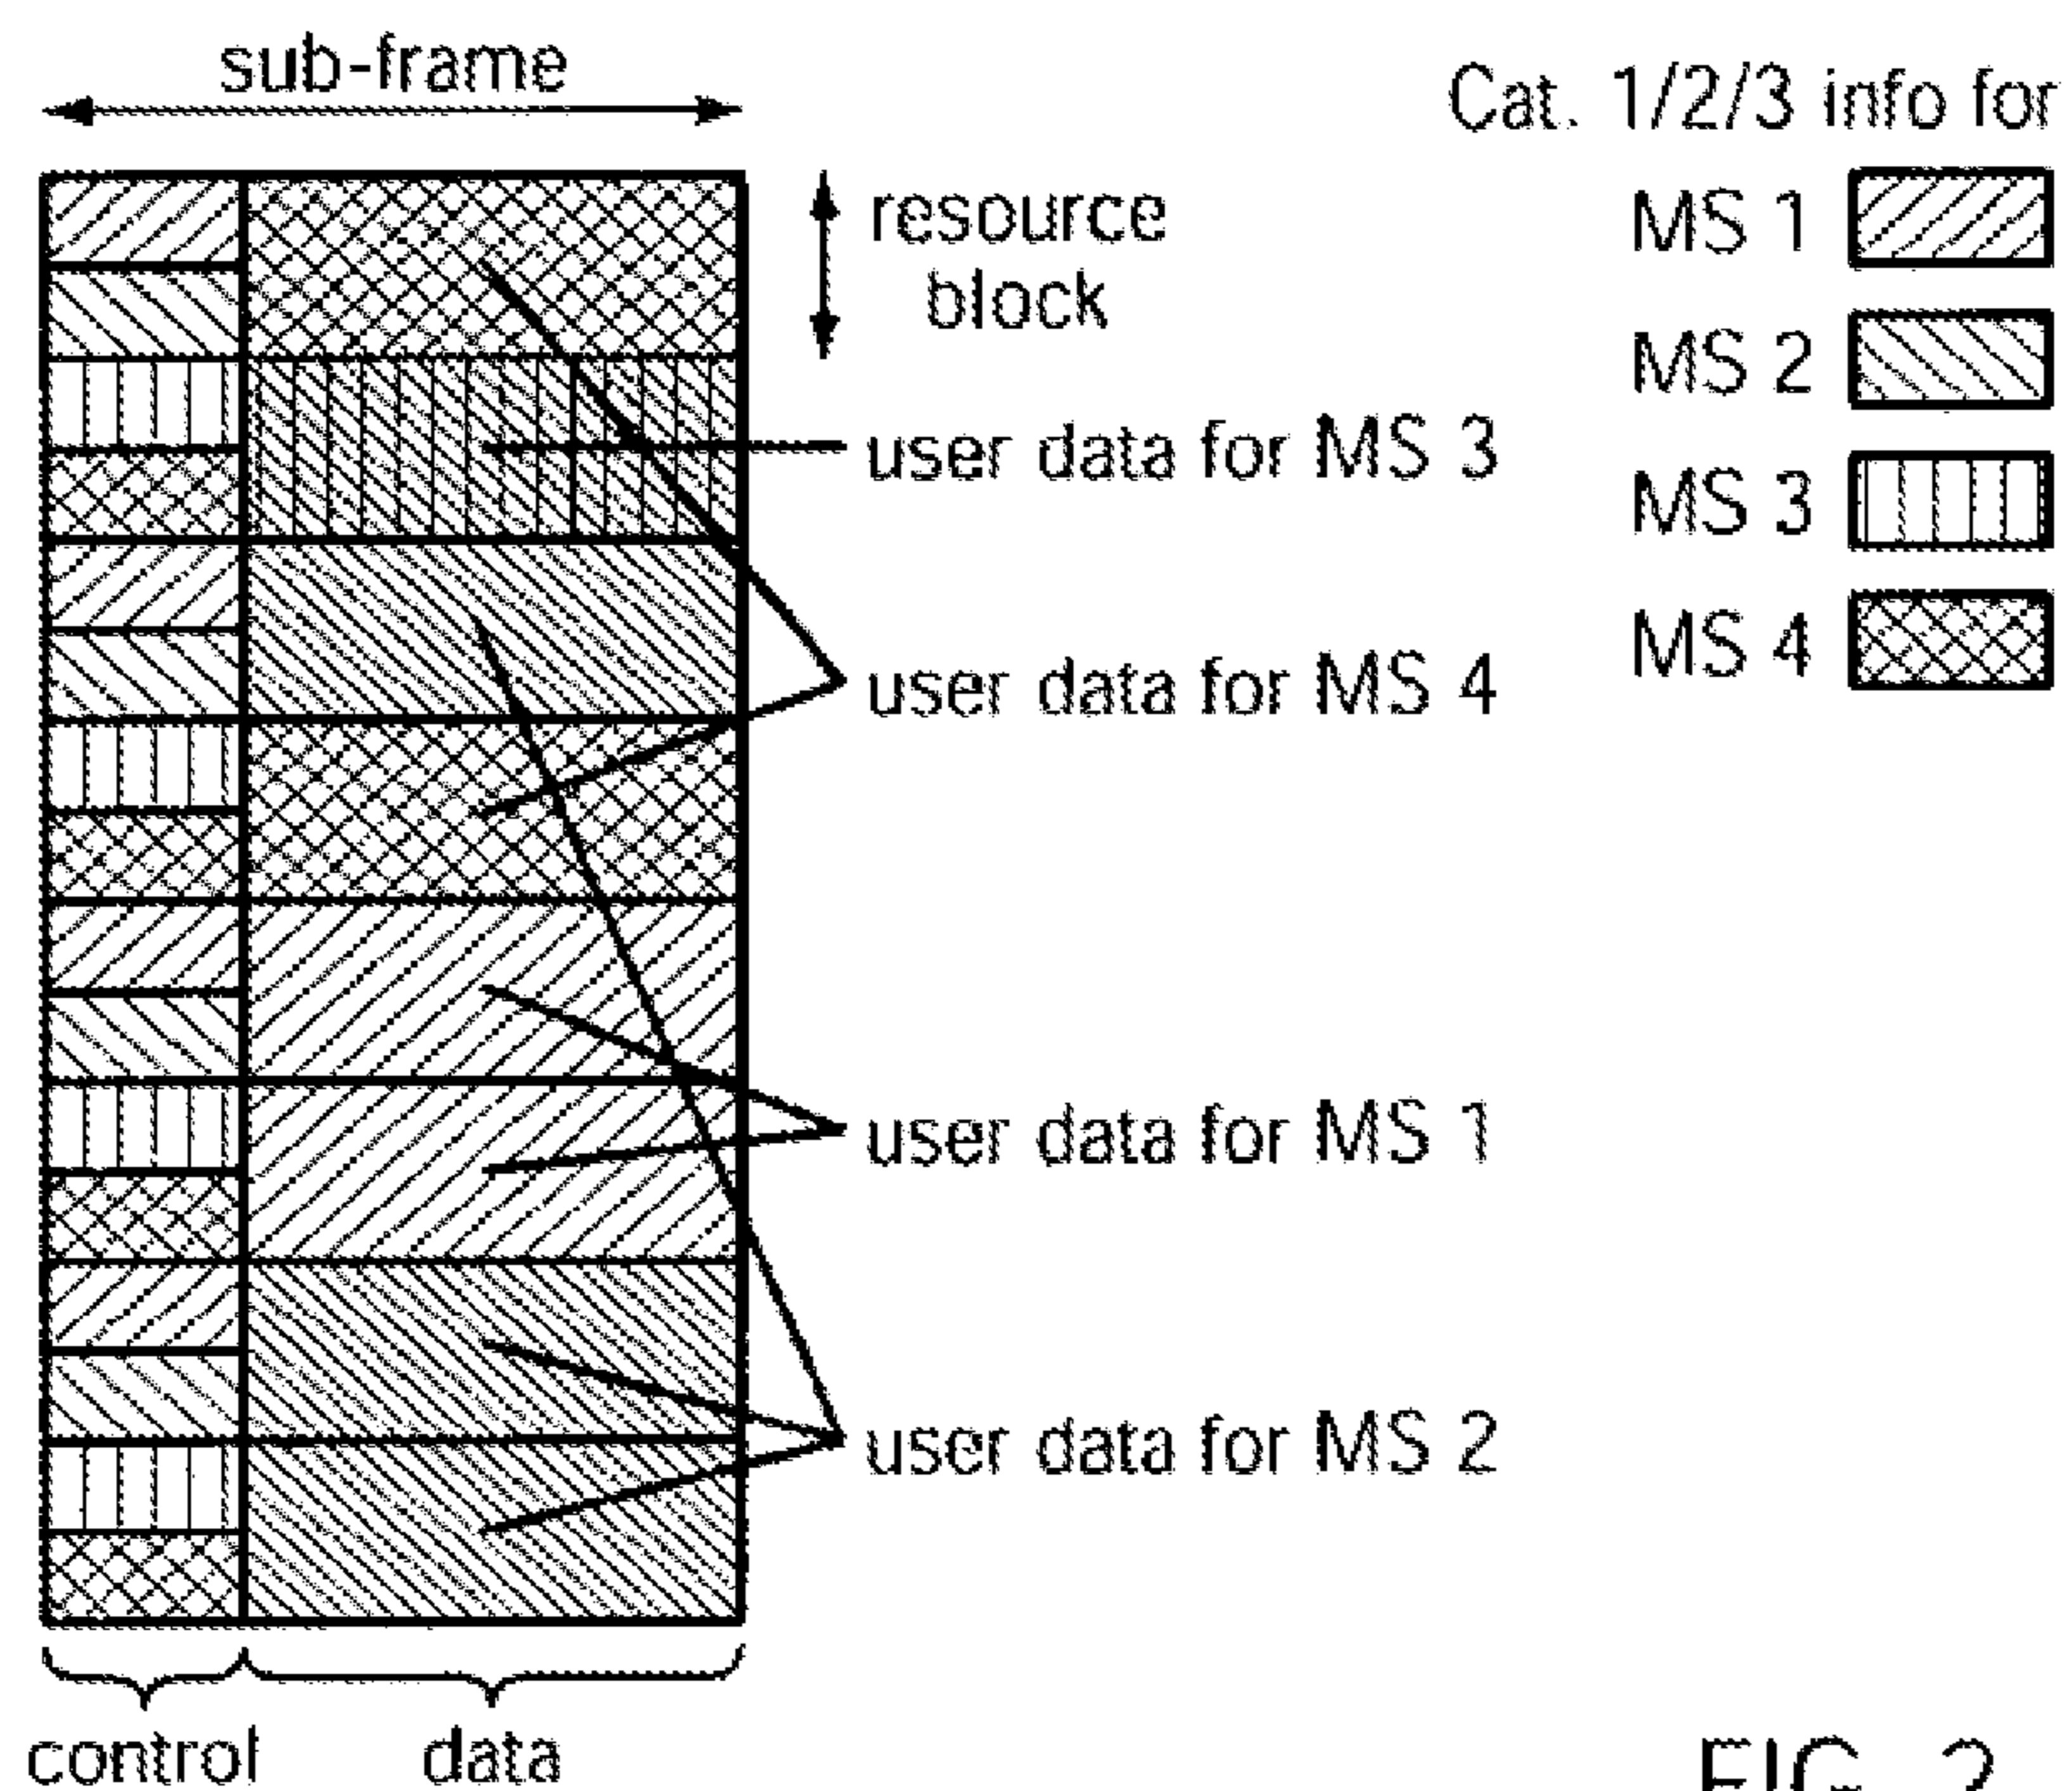 sub-frame
Cat. 1/2/3 info for
resource
block
MS 1
MS 2
MS 3
MS 4
user data for MS 3
user data for MS 4
user data for MS 1
user data for MS 2
control
data
FIG. 2